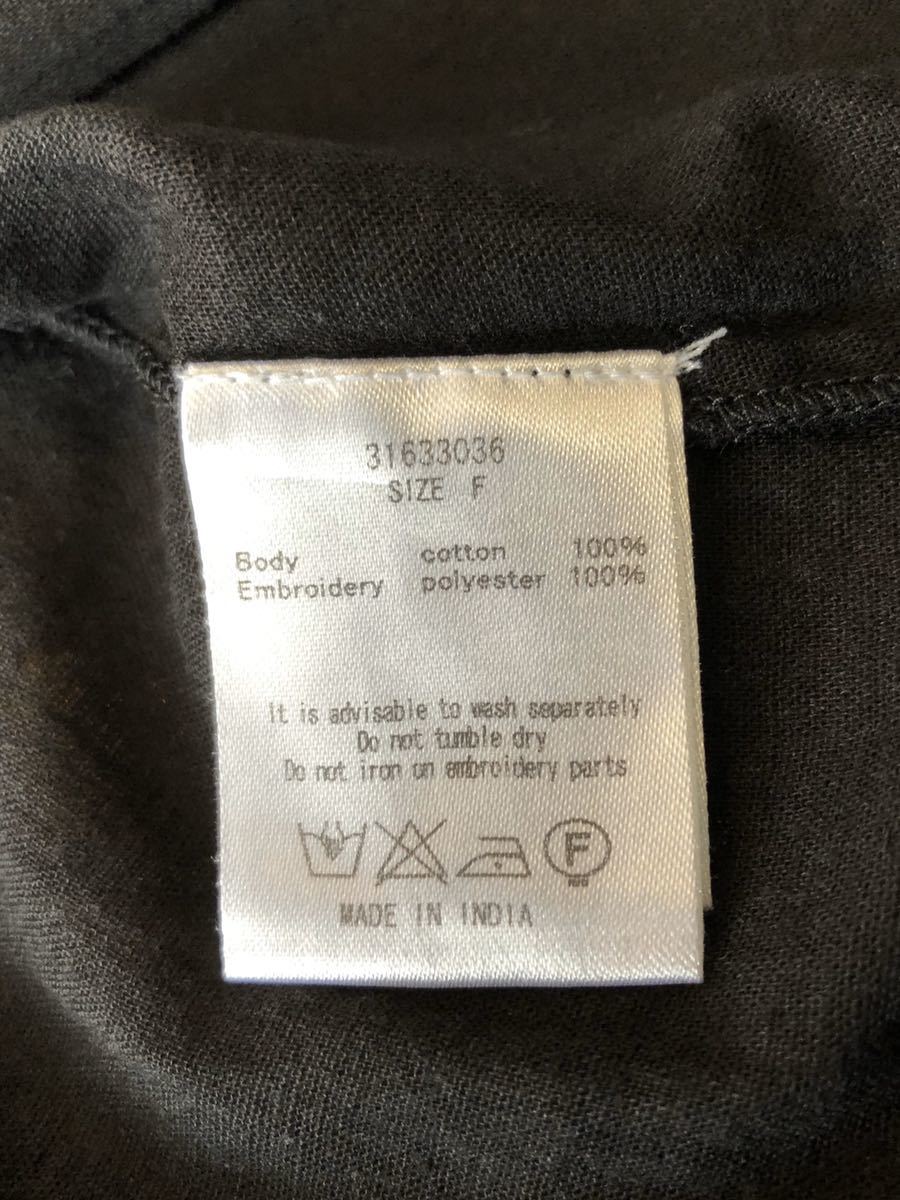 31633036
SIZE F
Body cotton 100%
Embroidery polyester 100%
It is advisable to wash separately
Do not tumble dry
Do not iron on embroidery parts
F
MADE IN INDIA